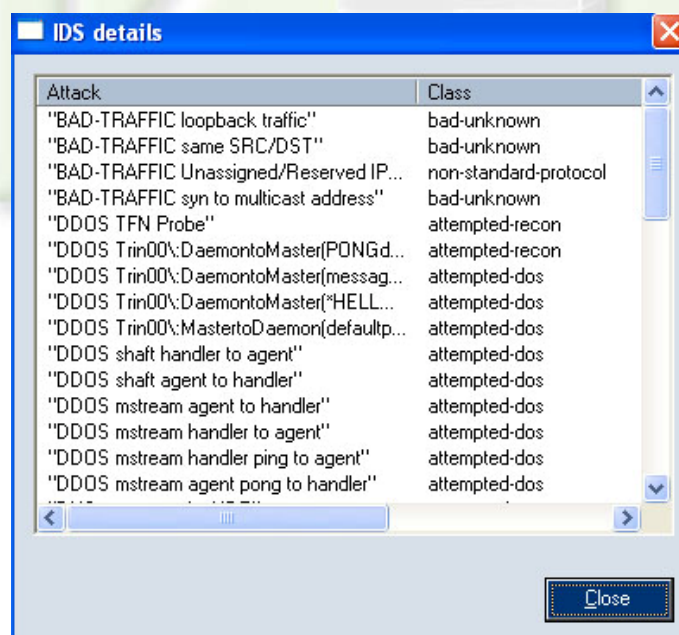 IDS details
Attack Class
"BAD-TRAFFIC loopback traffic" bad-unknown
"BAD-TRAFFIC same SRC/DST" bad-unknown
"BAD-TRAFFIC Unassigned/Reserved IP... non-standard-protocol
"BAD-TRAFFIC syn to multicast address" bad-unknown
"DDOS TFN Probe" attempted-recon
"DDOS Trin00\:DaemontoMaster(PONGd... attempted-recon
"DDOS Trin00\:DaemontoMaster(messag... attempted-dos
"DDOS Trin00\:DaemontoMaster(*HELL... attempted-dos
"DDOS Trin00\:MastertoDaemon(defaultp... attempted-dos
"DDOS shaft handler to agent" attempted-dos
"DDOS shaft agent to handler" attempted-dos
"DDOS mstream agent to handler" attempted-dos
"DDOS mstream handler to agent" attempted-dos
"DDOS mstream handler ping to agent" attempted-dos
"DDOS mstream agent pong to handler" attempted-dos
Close